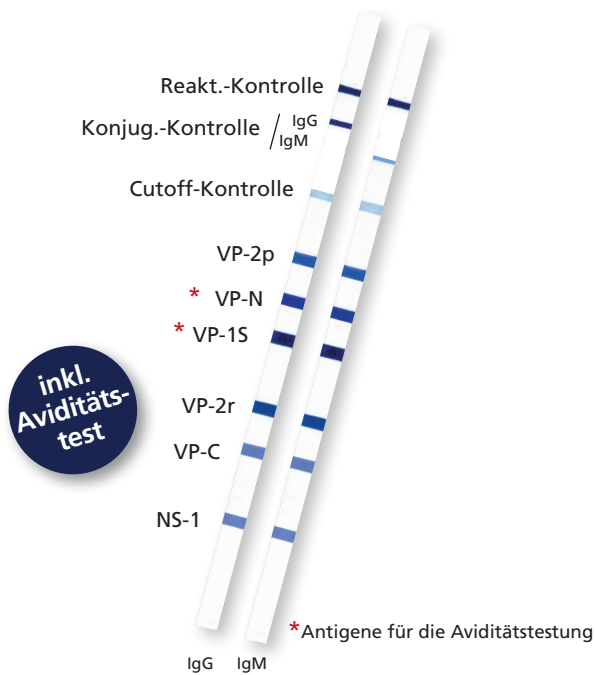 Reakt.-Kontrolle
Konjug.-Kontrolle / IgG
IgM
Cutoff-Kontrolle
VP-2p
* VP-N
* VP-1S
inkl.
Aviditäts-
test
VP-2r
VP-C
NS-1
*Antigene für die Aviditätstestung
IgG IgM